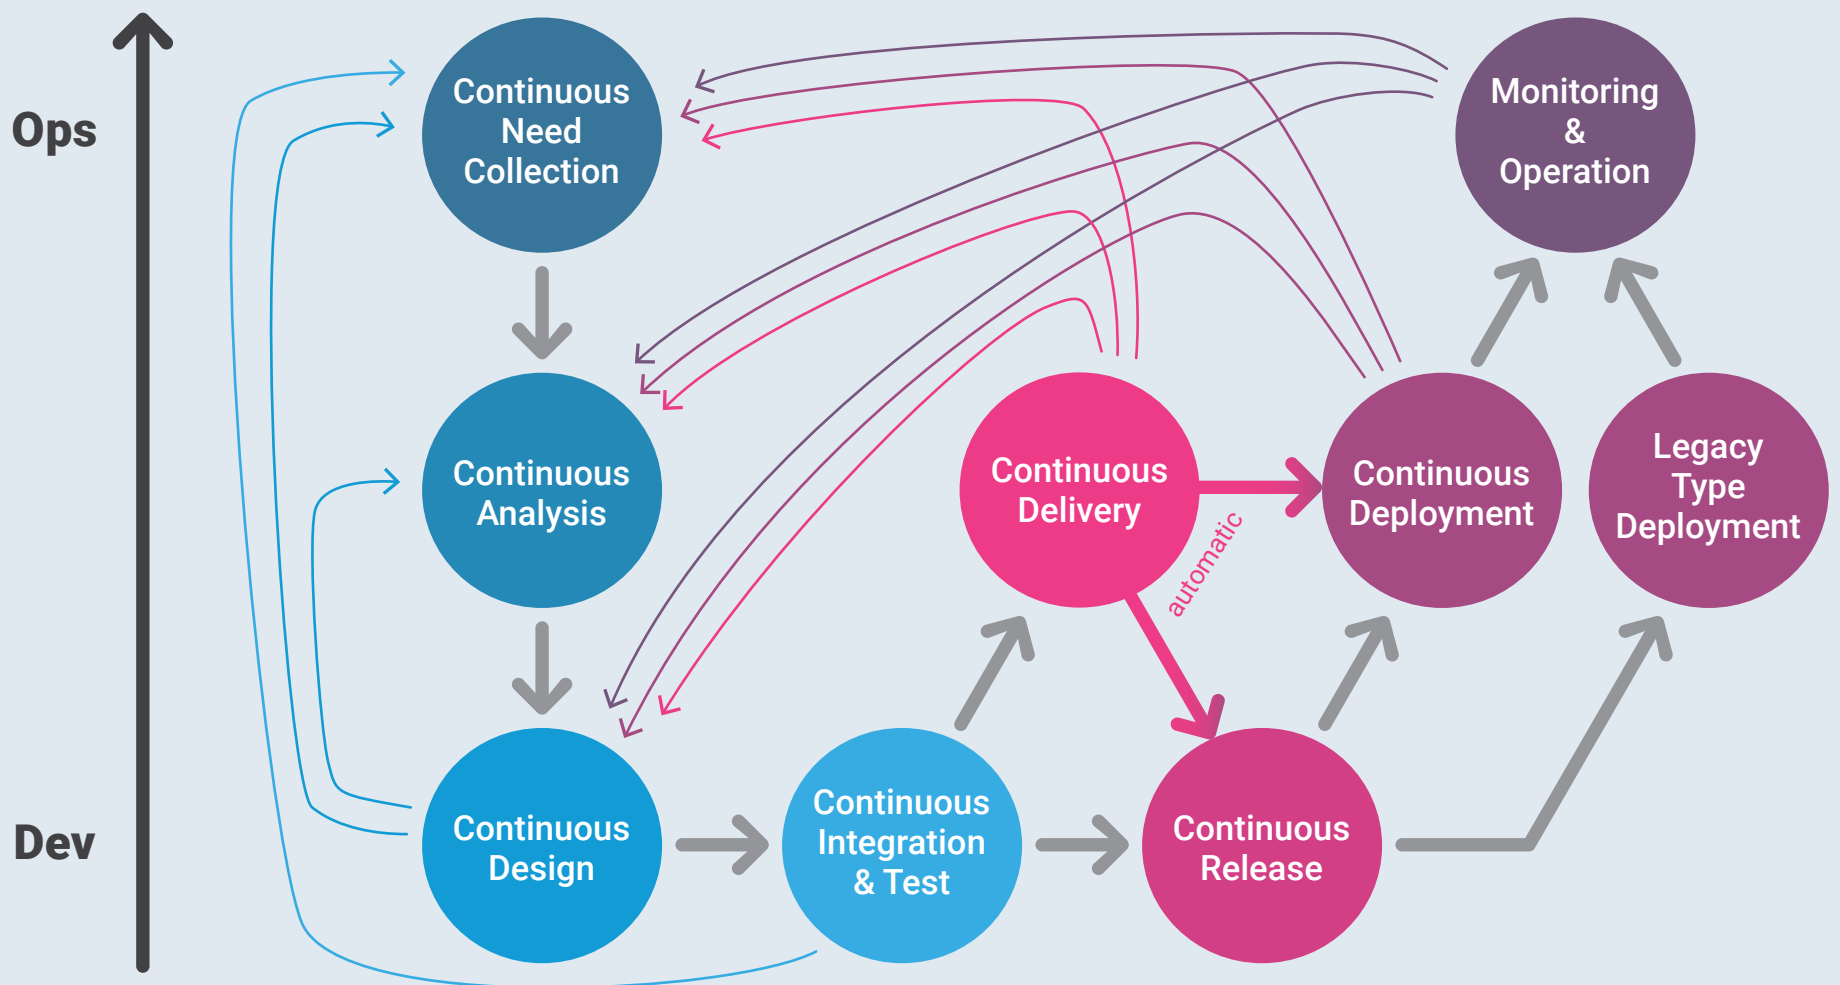 Ops
Continuous
Need
Collection
Monitoring
&
Operation
Continuous
Analysis
Continuous
Delivery
automatic
Continuous
Deployment
Legacy
Type
Deployment
Dev
Continuous
Design
Continuous
Integration
& Test
Continuous
Release